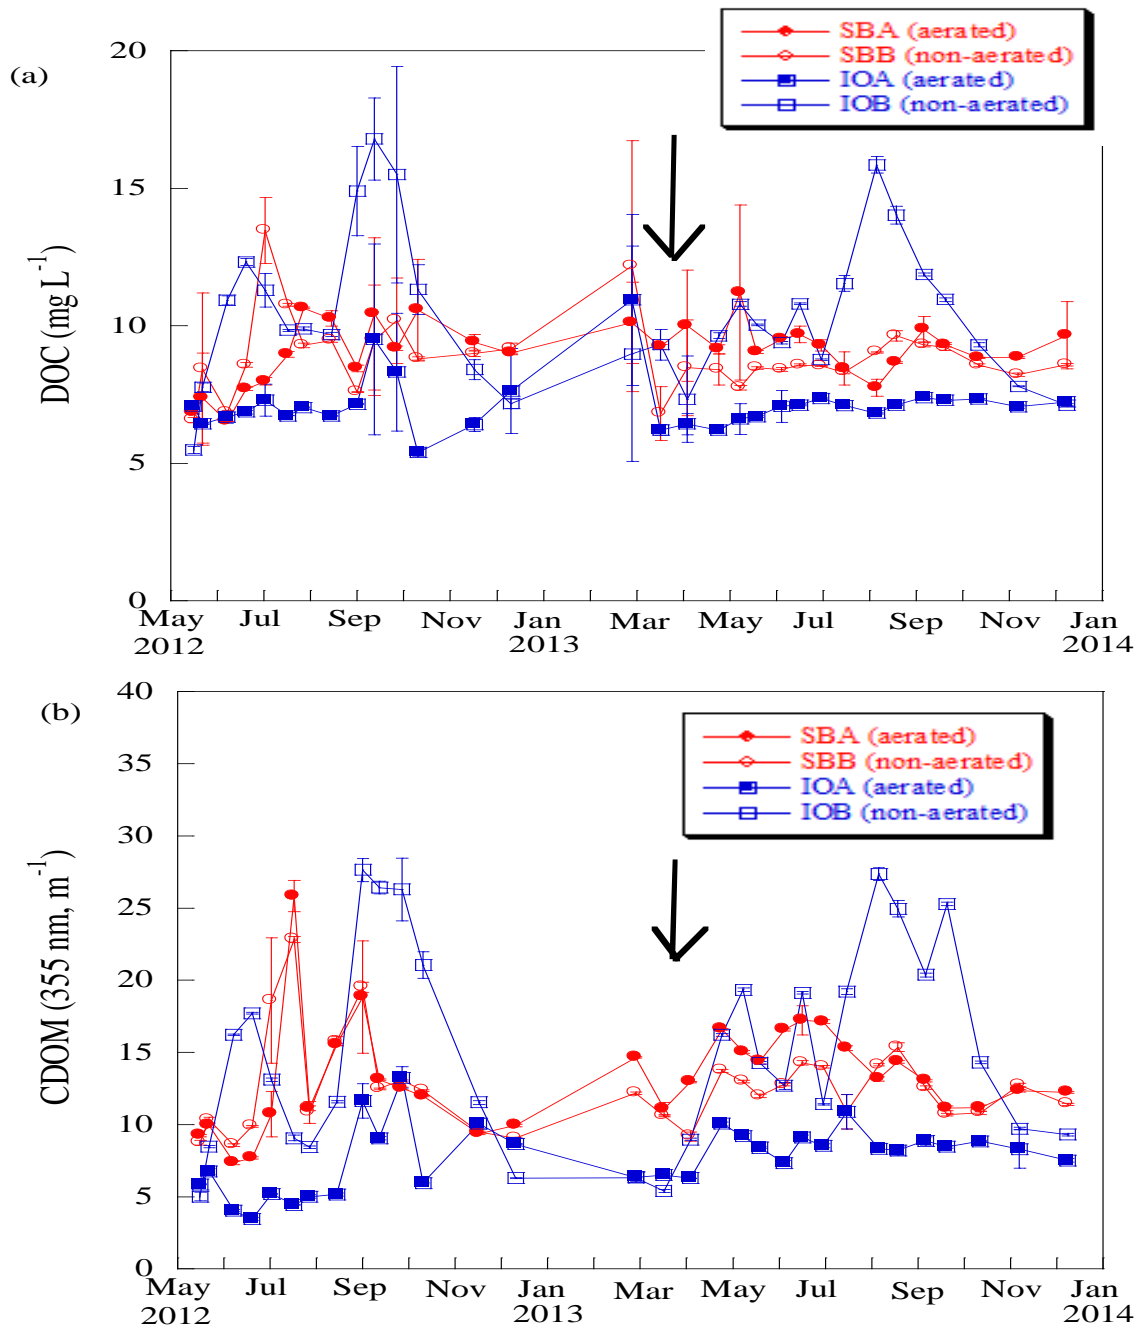 SBA (aerated)
SBB (non-aerated)
IOA (aerated)
IOB (non-aerated)
(a)
20
15
10
5
0
DOC (mg L-1)
May Jul Sep Nov Jan Mar May Jul Sep Nov Jan
2012 2013 2014
(b)
40
35
30
25
20
15
10
5
0
SBA (aerated)
SBB (non-aerated)
IOA (aerated)
IOB (non-aerated)
CDOM (355 nm, m-1)
May Jul Sep Nov Jan Mar May Jul Sep Nov Jan
2012 2013 2014